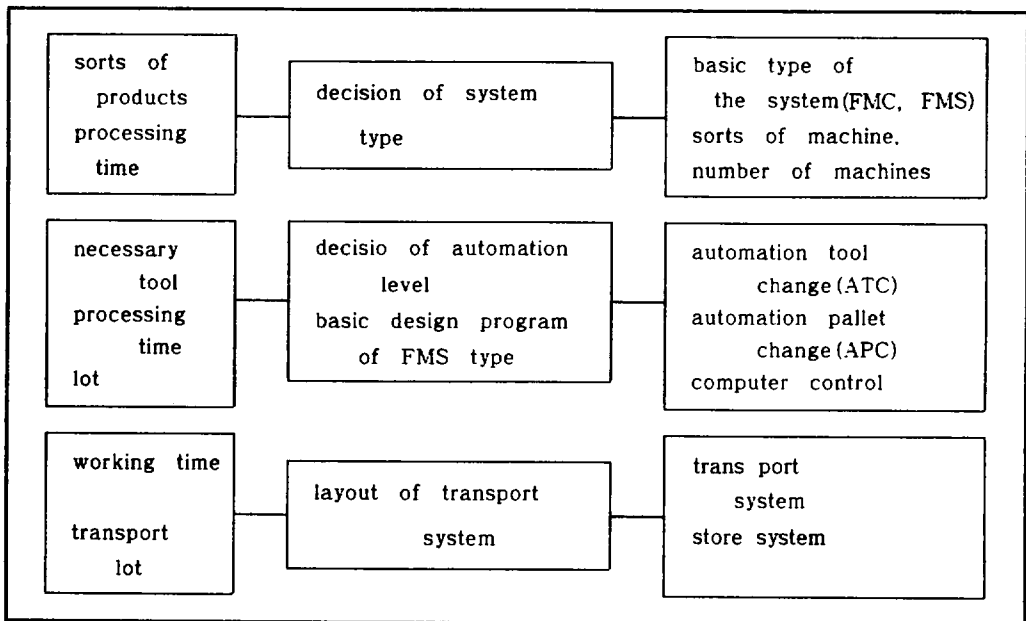 sorts of
products
processing
time
decision of system
type
basic type of
the system(FMC, FMS)
sorts of machine.
number of machines
necessary
tool
processing
time
lot
decisio of automation
level
basic design program
of FMS type
automation tool
change(ATC)
automation pallet
change(APC)
computer control
working time
transport
lot
layout of transport
system
trans port
system
store system